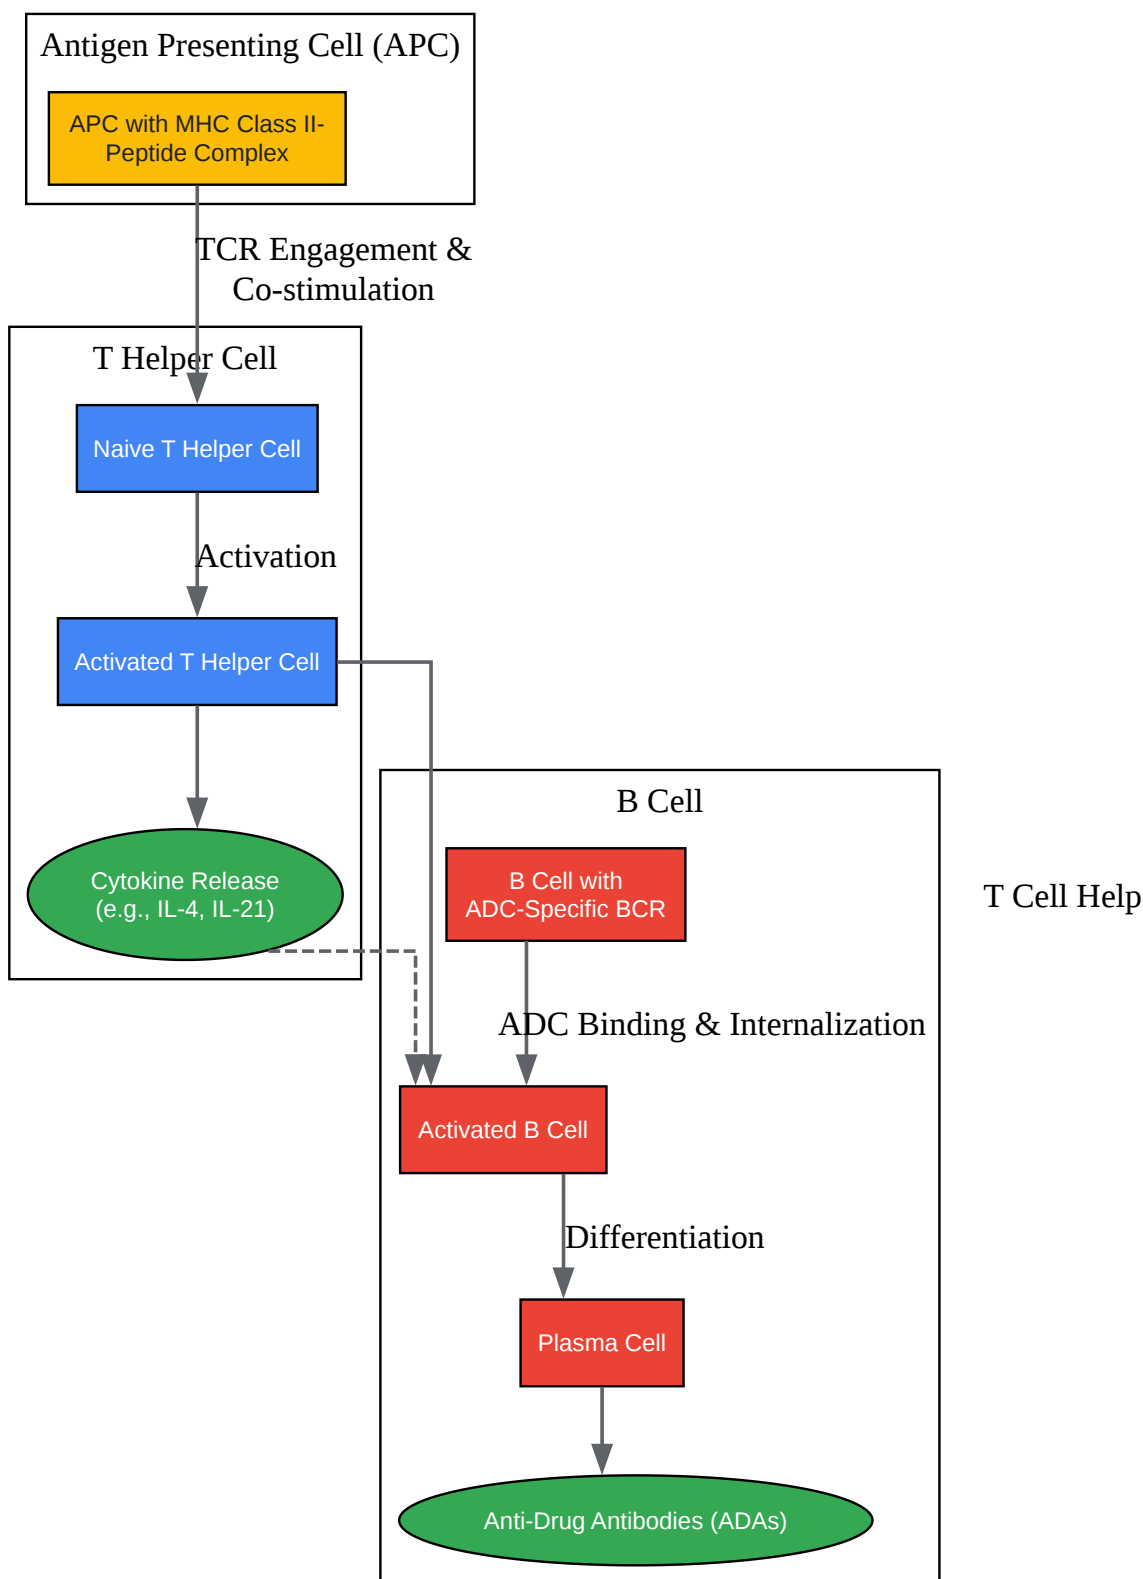 Antigen Presenting Cell (APC)
APC with MHC Class II-
Peptide Complex
TCR Engagement &
Co-stimulation
T Helper Cell
Naive T Helper Cell
Activation
Activated T Helper Cell
Cytokine Release
(e.g., IL-4, IL-21)
B Cell
B Cell with
ADC-Specific BCR
T Cell Help
ADC Binding & Internalization
Activated B Cell
Differentiation
Plasma Cell
Anti-Drug Antibodies (ADAs)